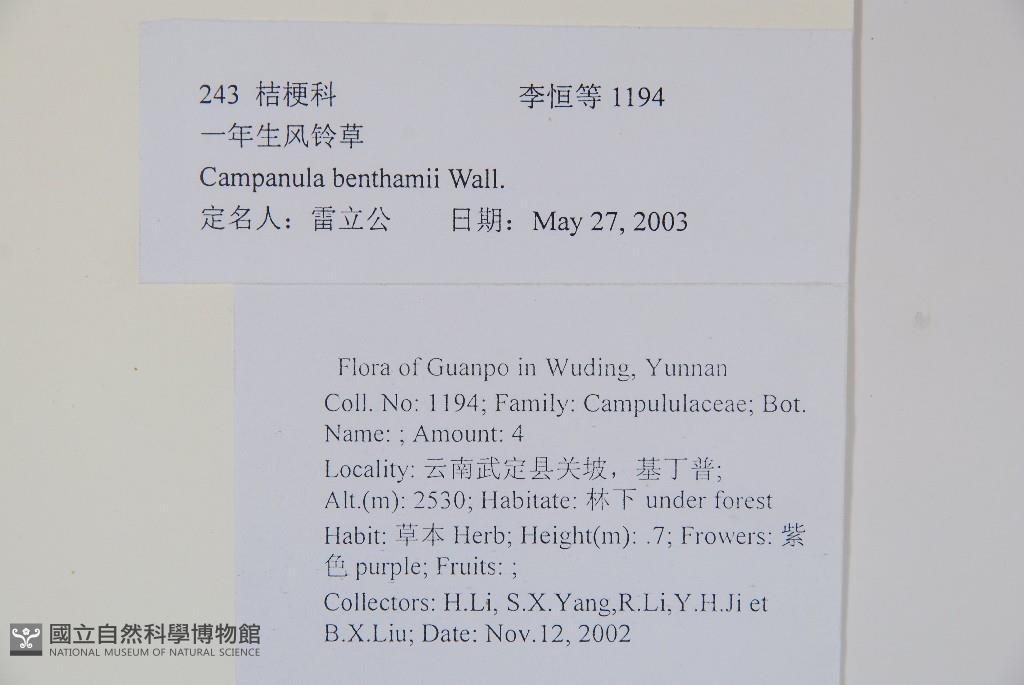 243 桔梗科 李恒等 1194
一年生风铃草
Campanula benthamii Wall.
定名人：雷立公 日期：May 27, 2003
Flora of Guanpo in Wuding, Yunnan
Coll. No: 1194; Family: Campululaceae; Bot.
Name: ; Amount: 4
Locality: 云南武定县关坡，基丁普;
Alt.(m): 2530; Habitate: 林下 under forest
Habit: 草本 Herb; Height(m): .7; Frowers: 紫
色 purple; Fruits: ;
Collectors: H.Li, S.X.Yang,R.Li,Y.H.Ji et
B.X.Liu; Date: Nov.12, 2002
國立自然科學博物館
NATIONAL MUSEUM OF NATURAL SCIENCE